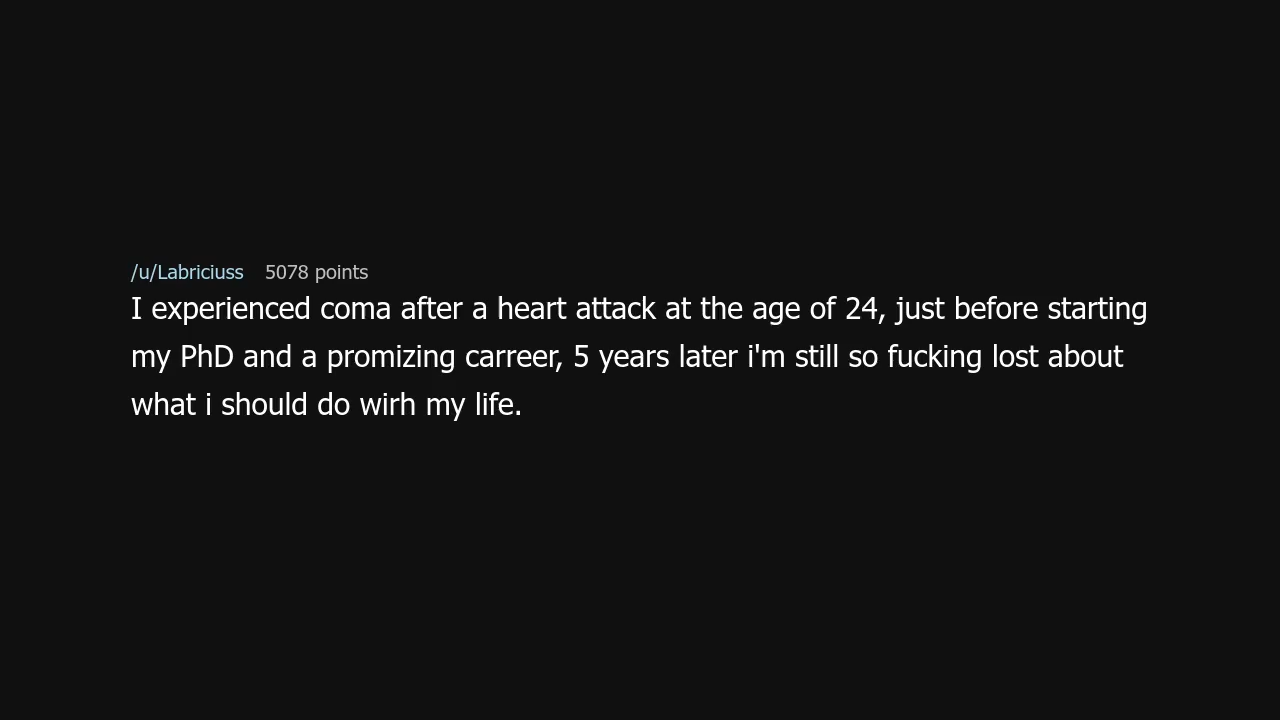 /u/Labriciuss 5078 points
I experienced coma after a heart attack at the age of 24, just before starting
my PhD and a promizing carreer, 5 years later i'm still so fucking lost about
what i should do wirh my life.